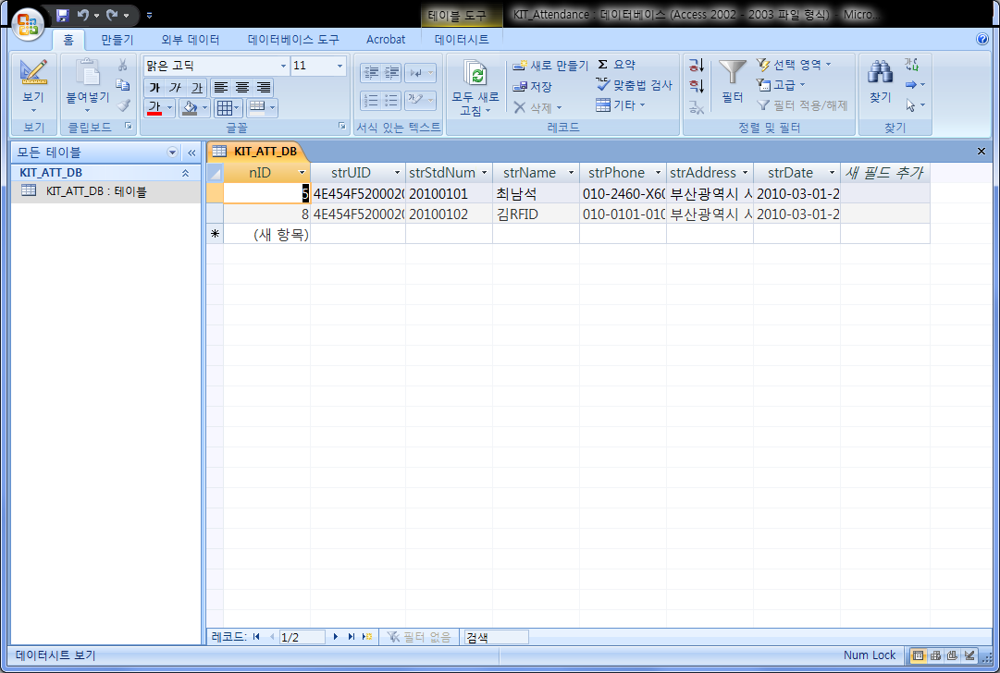 테이블 도구 KIT_Attendance : 데이터베이스 (Access 2002 - 2003 파일 형식) - Micro...
홈 만들기 외부 데이터 데이터베이스 도구 Acrobat 데이터시트
보기
보기
붙여넣기
클립보드
맑은 고딕 11
가 가 가
가
글꼴
서식 있는 텍스트
모두 새로
고침
새로 만들기
저장
삭제
Σ 요약
맞춤법 검사
기타
레코드
필터
선택 영역
고급
필터 적용/해제
정렬 및 필터
찾기
찾기
모든 테이블
KIT_ATT_DB
KIT_ATT_DB : 테이블
KIT_ATT_DB
nID strUID strStdNum strName strPhone strAddress strDate 새 필드 추가
5 4E454F5200020 20100101 최남석 010-2460-X60 부산광역시 2010-03-01-2
8 4E454F5200020 20100102 김RFID 010-0101-010 부산광역시 2010-03-01-2
* (새 항목)
레코드: 1/2 필터 없음 검색
데이터시트 보기 Num Lock